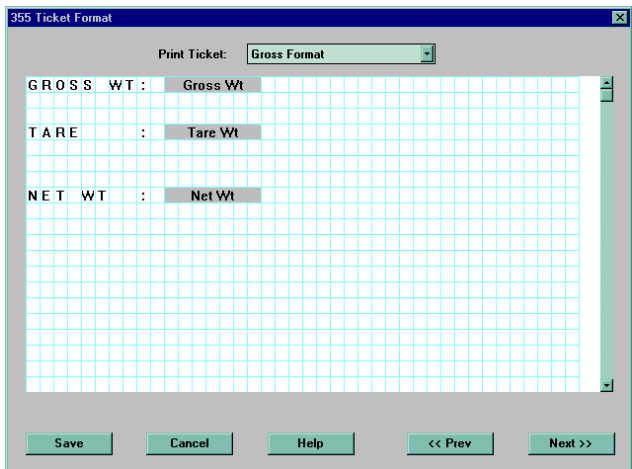 355 Ticket Format
Print Ticket: Gross Format
GROSS WT: Gross Wt
TARE : Tare Wt
NET WT : Net Wt
Save Cancel Help << Prev Next >>